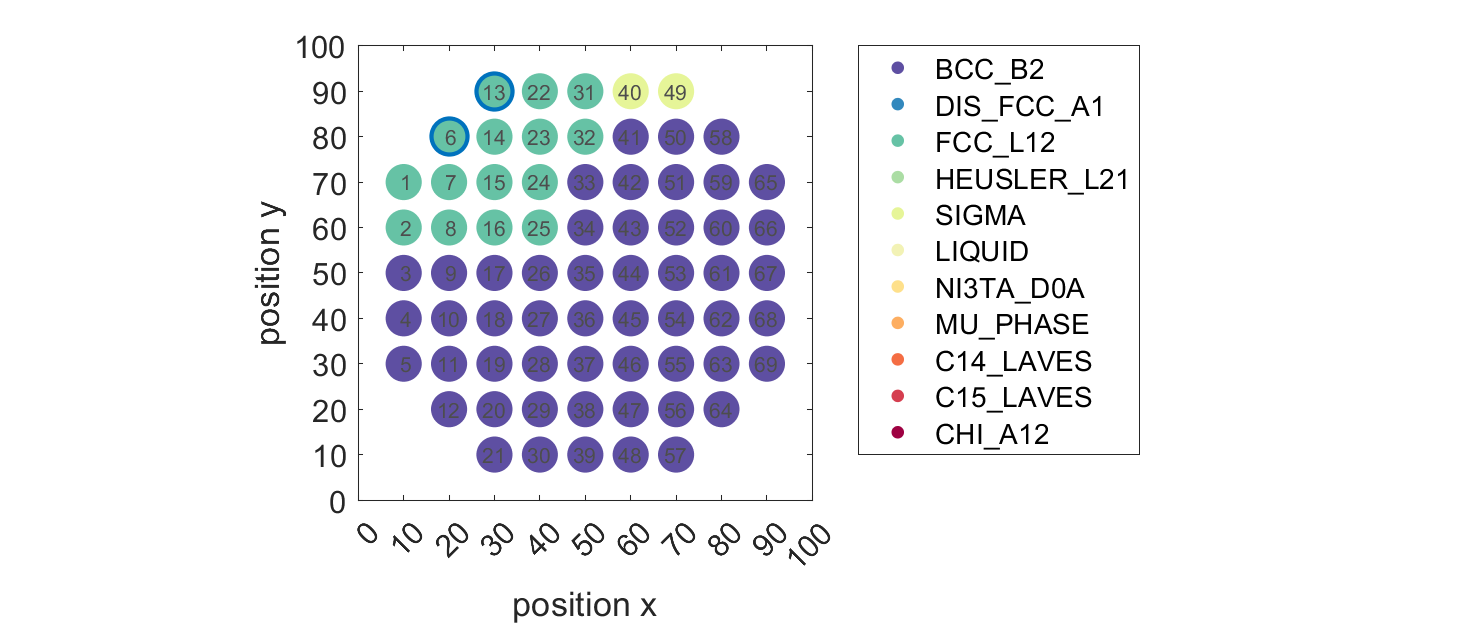 100
90
80
70
60
50
40
30
20
10
0
position y
13 22 31 40 49
6 14 23 32 41 50 58
1 7 15 24 33 42 51 59 65
2 8 16 25 34 43 52 60 66
3 9 17 26 35 44 53 61 67
4 10 18 27 36 45 54 62 68
5 11 19 28 37 46 55 63 69
12 20 29 38 47 56 64
21 30 39 48 57
0 10 20 30 40 50 60 70 80 90 100
position x
BCC_B2
DIS_FCC_A1
FCC_L12
HEUSLER_L21
SIGMA
LIQUID
NI3TA_D0A
MU_PHASE
C14_LAVES
C15_LAVES
CHI_A12